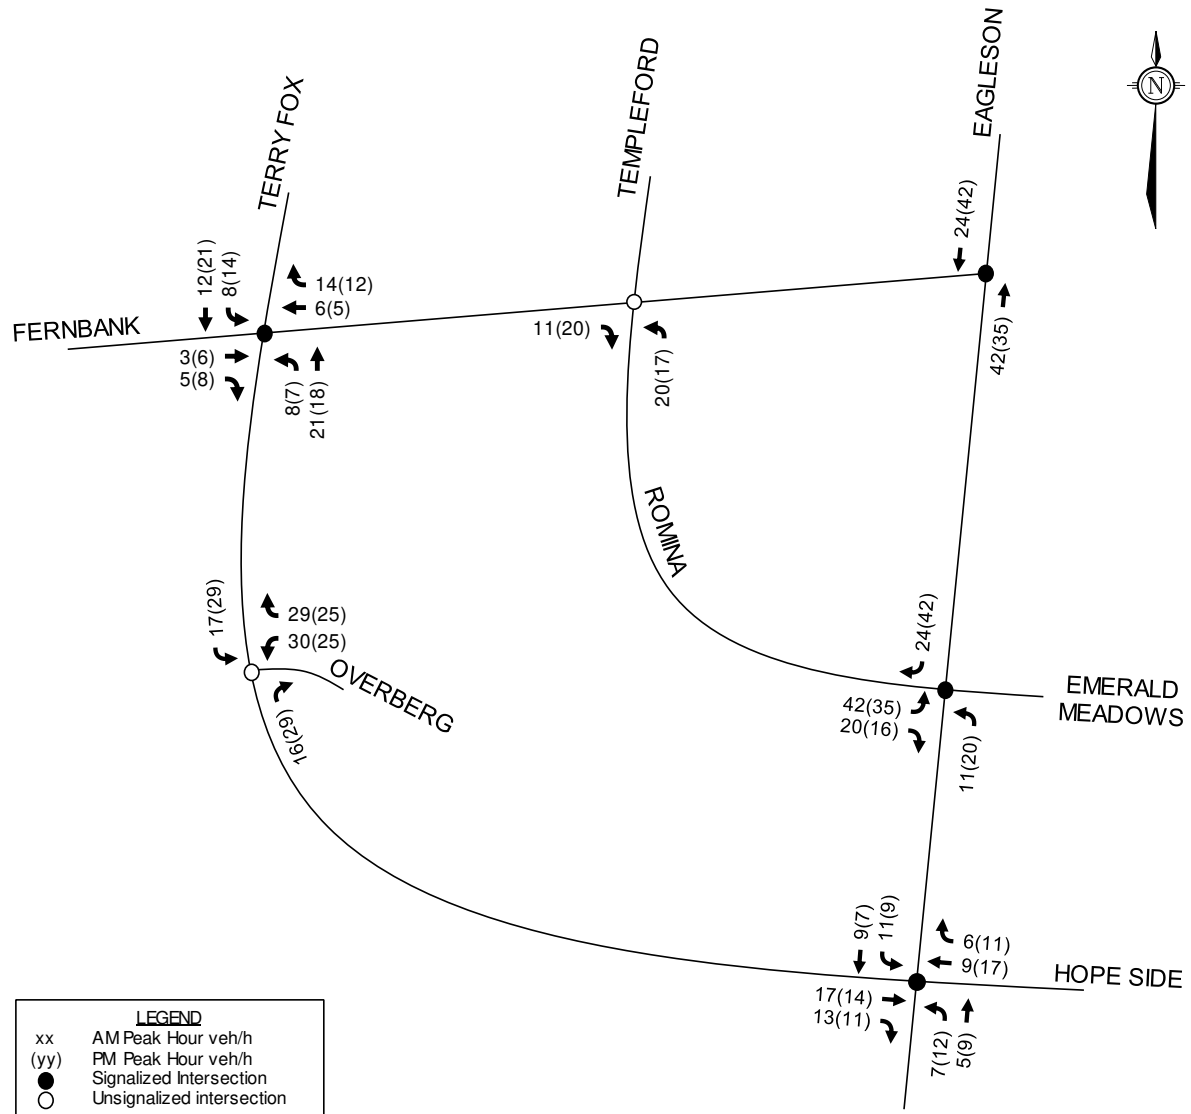 EAGLESON
TEMPLEFORD
TERRY FOX
N
24(42)
12(21)
8(14)
14(12)
6(5)
FERNBANK
11(20)
3(6)
5(8)
8(7)
21(18)
20(17)
42(35)
ROMINA
17(29)
29(25)
30(25)
OVERBERG
16(29)
24(42)
42(35)
20(16)
11(20)
EMERALD
MEADOWS
9(7)
11(9)
6(11)
9(17)
HOPE SIDE
17(14)
13(11)
7(12)
5(9)
LEGEND
xx AM Peak Hour veh/h
(yy) PM Peak Hour veh/h
Signalized Intersection
Unsignalized intersection